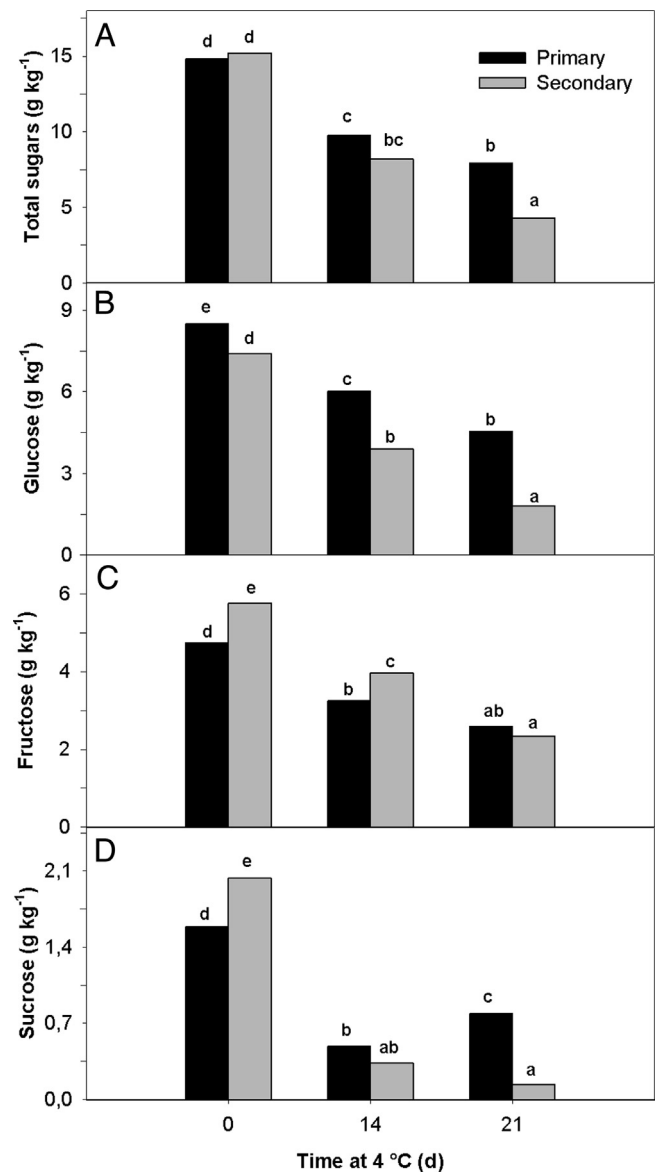 A
d d
c
bc
b
a
Primary
Secondary
Total sugars (g kg⁻¹)
15
10
5
0
B
e
d
c
b
b
a
Glucose (g kg⁻¹)
9
6
3
0
C
d
e
b
c
ab
a
Fructose (g kg⁻¹)
6
4
2
0
D
d
e
b
ab
c
a
Sucrose (g kg⁻¹)
2,1
1,4
0,7
0,0
0 14 21
Time at 4 °C (d)